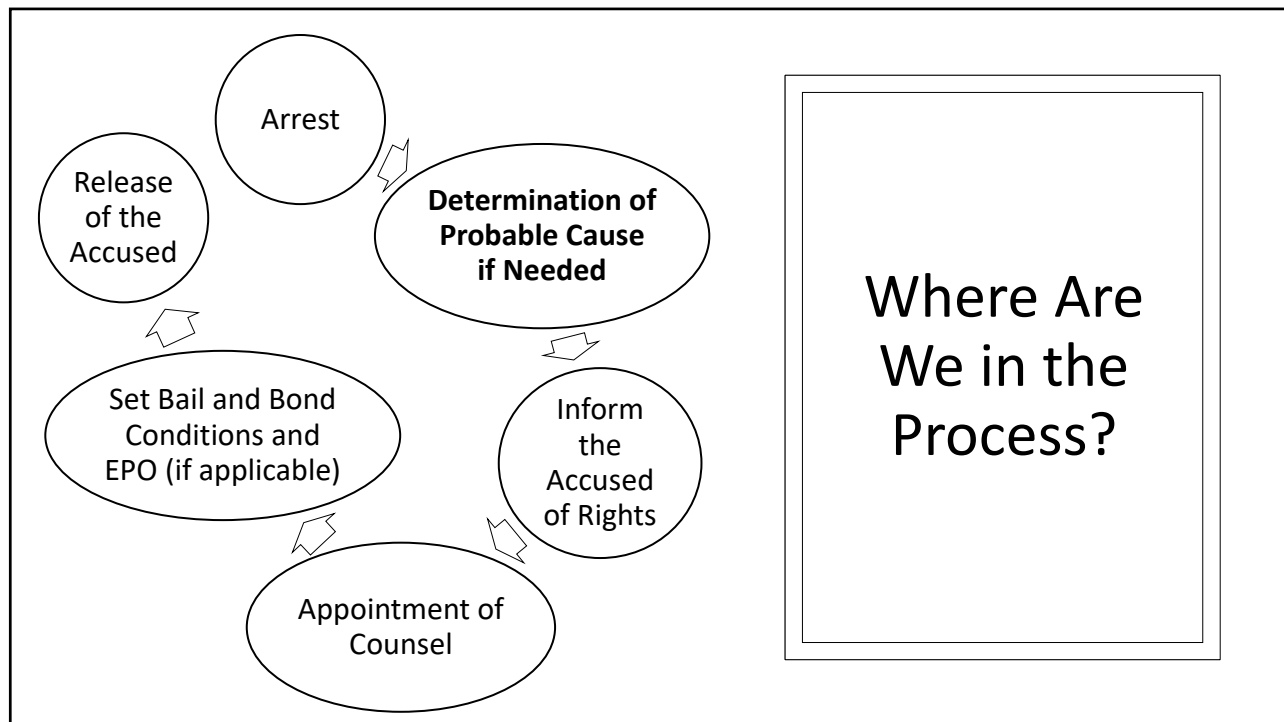 Arrest
Determination of
Probable Cause
if Needed
Inform
the
Accused
of Rights
Appointment of
Counsel
Set Bail and Bond
Conditions and
EPO (if applicable)
Release
of the
Accused
Where Are
We in the
Process?